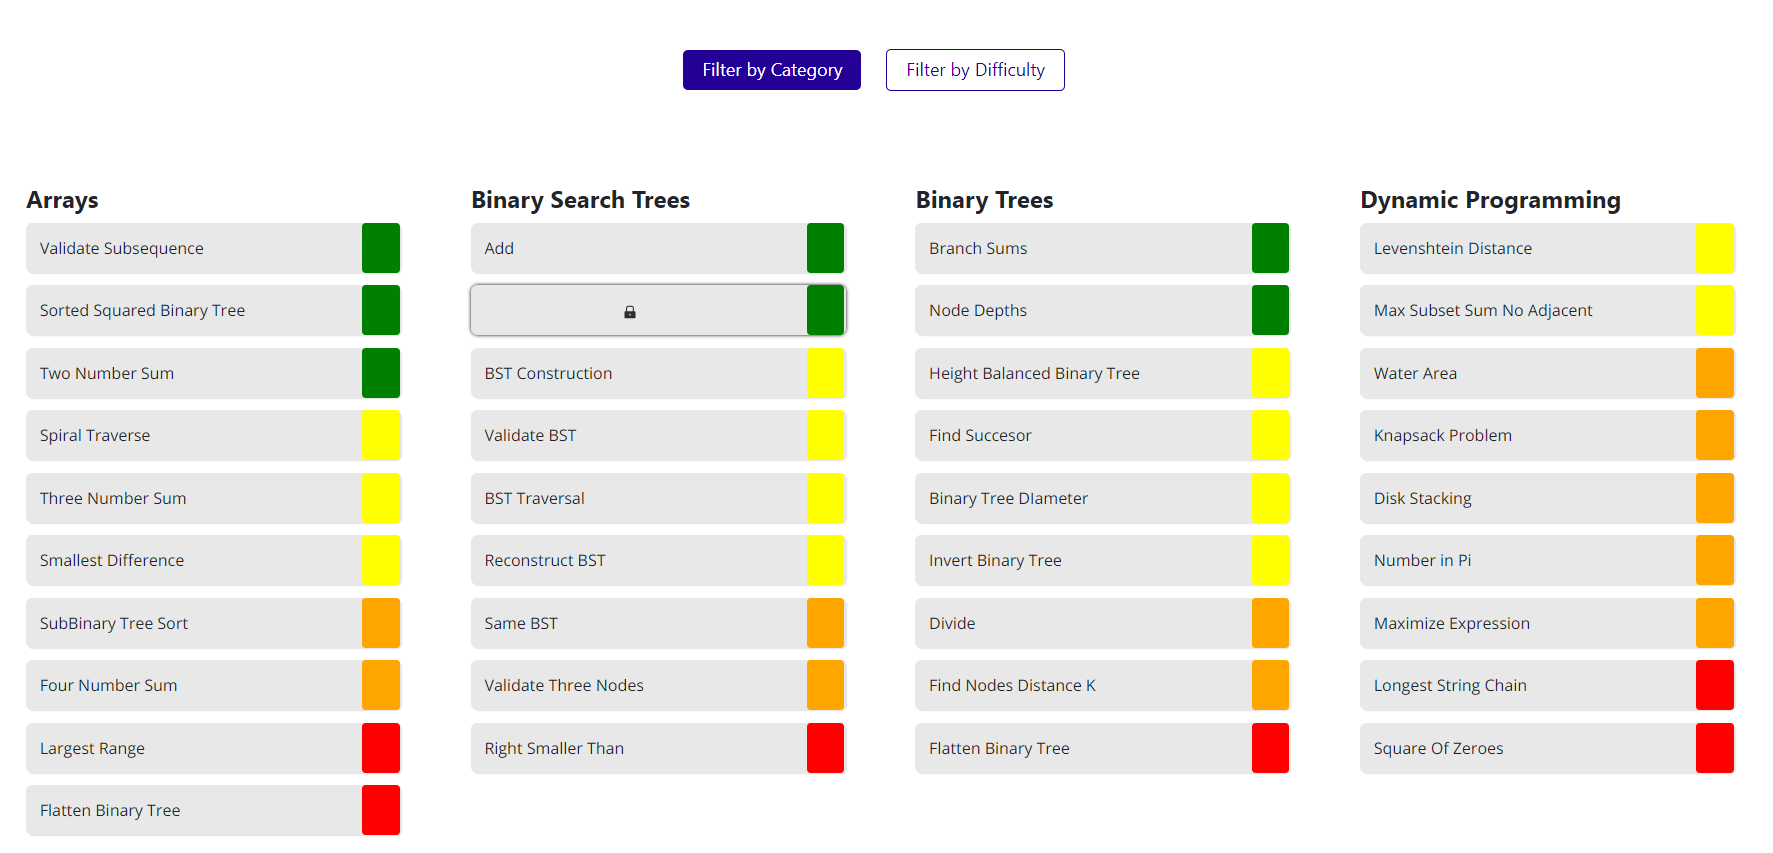 Filter by Category
Filter by Difficulty
Arrays
Validate Subsequence
Sorted Squared Binary Tree
Two Number Sum
Spiral Traverse
Three Number Sum
Smallest Difference
SubBinary Tree Sort
Four Number Sum
Largest Range
Flatten Binary Tree
Binary Search Trees
Add
BST Construction
Validate BST
BST Traversal
Reconstruct BST
Same BST
Validate Three Nodes
Right Smaller Than
Binary Trees
Branch Sums
Node Depths
Height Balanced Binary Tree
Find Succesor
Binary Tree DIameter
Invert Binary Tree
Divide
Find Nodes Distance K
Flatten Binary Tree
Dynamic Programming
Levenshtein Distance
Max Subset Sum No Adjacent
Water Area
Knapsack Problem
Disk Stacking
Number in Pi
Maximize Expression
Longest String Chain
Square Of Zeroes